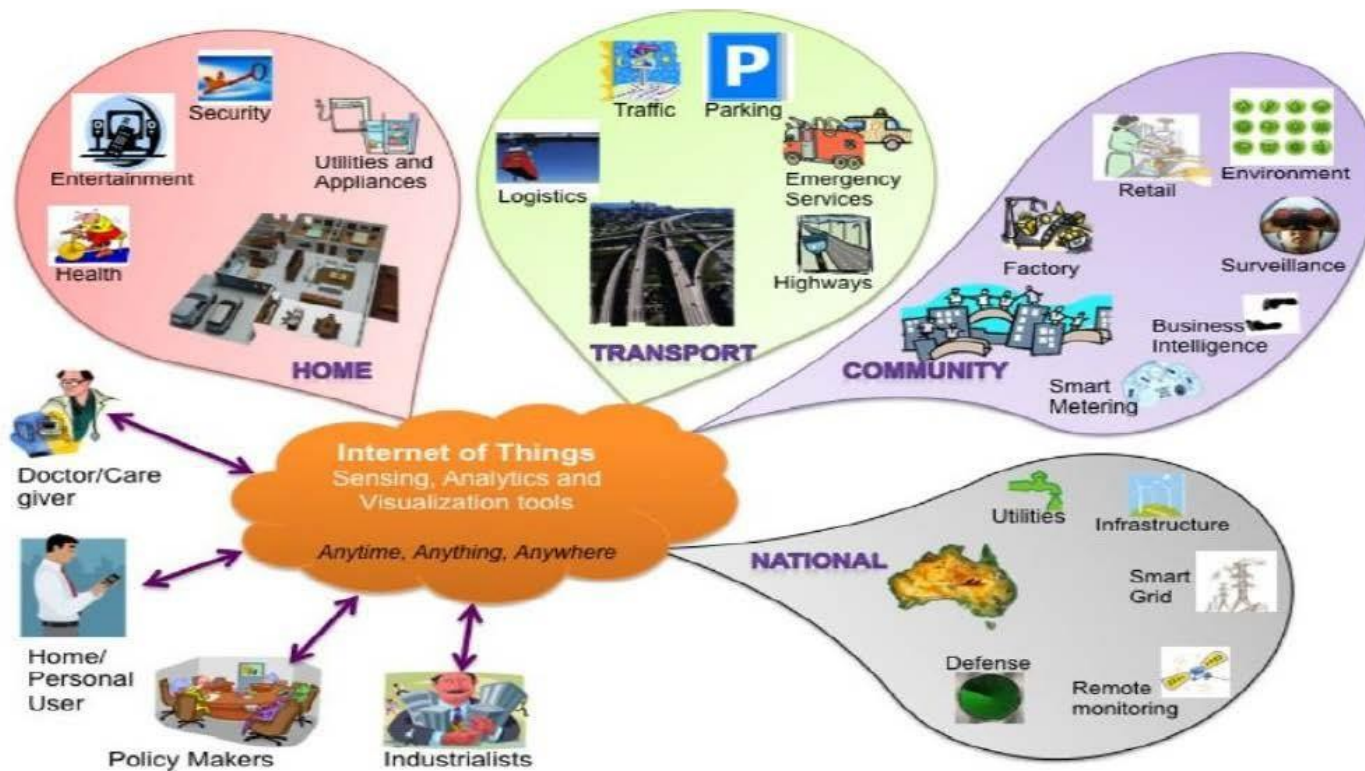 Security
Entertainment
Utilities and
Appliances
Health
HOME
Traffic
P
Parking
Logistics
Emergency
Services
Highways
TRANSPORT
Retail
Environment
Factory
Surveillance
Business
Intelligence
COMMUNITY
Smart
Metering
Doctor/Care
giver
Internet of Things
Sensing, Analytics and
Visualization tools
Anytime, Anything, Anywhere
Utilities
Infrastructure
NATIONAL
Smart
Grid
Defense
Remote
monitoring
Home/
Personal
User
Policy Makers
Industrialists